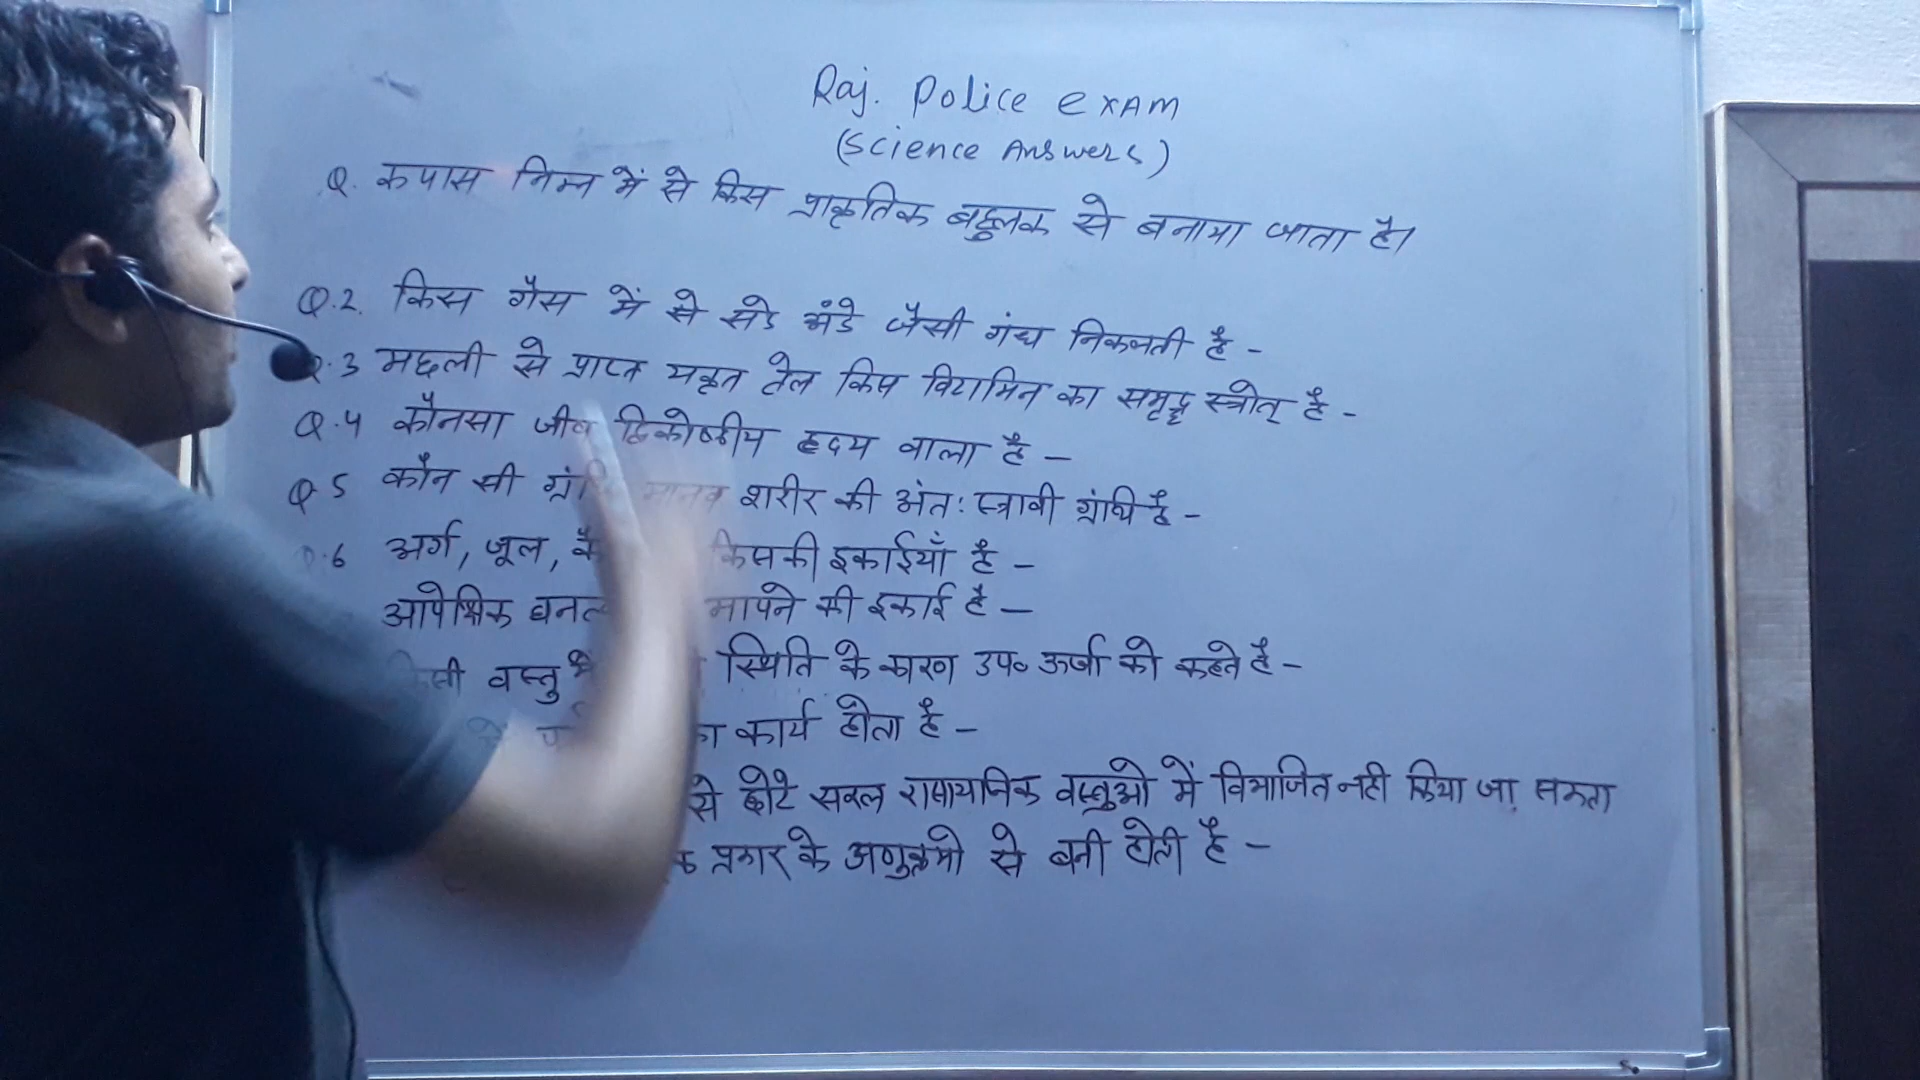 Raj. Police exAM
(Science Answers)
Q. कपास निम्न में से किस प्राकृतिक बहुलक से बनाया जाता है।
Q.2. किस गैस में से सडे अंडे जैसी गंध निकलती है -
Q.3 मछली से प्राप्त यकृत तेल किस विटामिन का समृद्ध स्त्रोत् है -
Q.4 कौनसा जीव द्विकोष्ठीय हृदय वाला है -
Q.5 कौन सी ग्रंथि मानव शरीर की अंतः स्त्रावी ग्रंथि है -
.6 अर्ग, जूल, किसकी इकाईयाँ है -
आपेक्षिक घनत्व मापने की इकाई है -
किसी वस्तु में स्थिति के कारण उप० ऊर्जा को कहते है -
का कार्य होता है -
से छोटे सरल रासायनिक वस्तुओ में विभाजित नही किया जा सकता
प्रकार के अणुओ से बनी होती है -